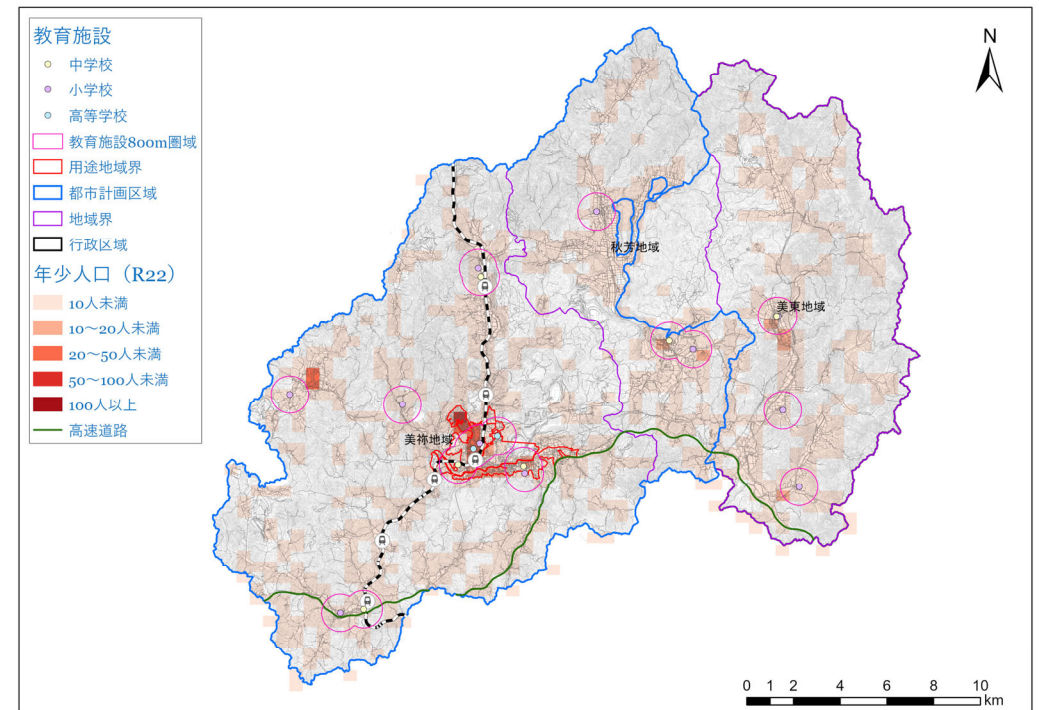 教育施設
中学校
小学校
高等学校
教育施設800m圏域
用途地域界
都市計画区域
地域界
行政区域
年少人口（R22）
10人未満
10～20人未満
20～50人未満
50～100人未満
100人以上
高速道路
N
秋芳地域
美東地域
美祢地域
0 1 2 4 6 8 10
km